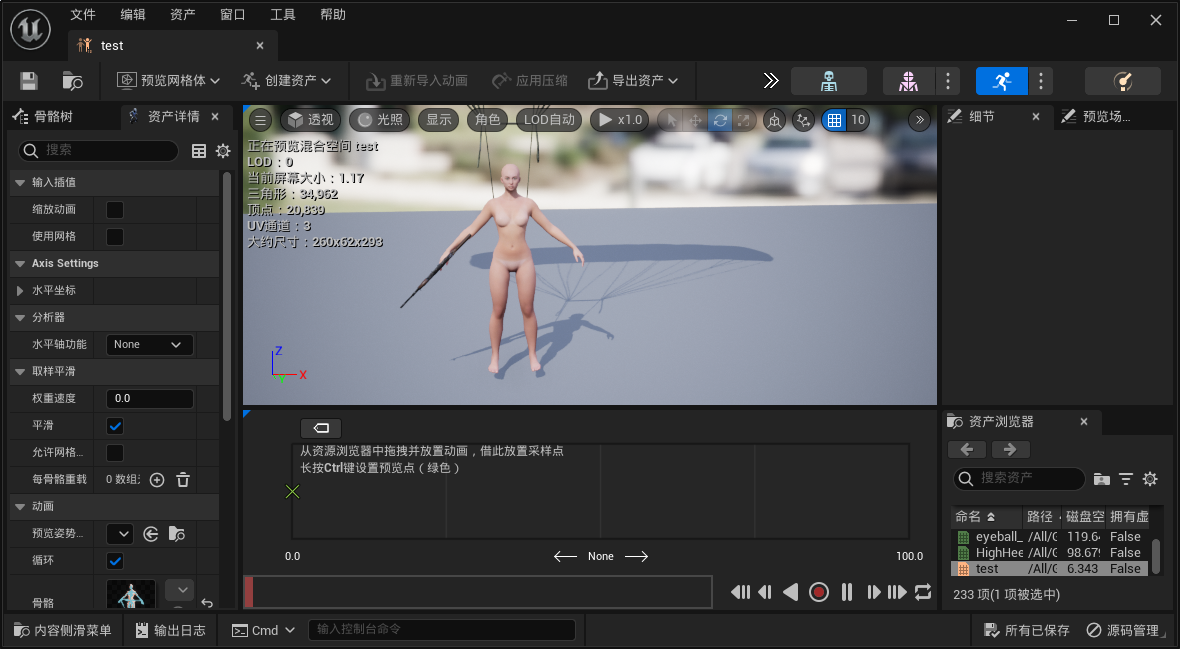 文件 编辑 资产 窗口 工具 帮助
test
预览网格体 创建资产 重新导入动画 应用压缩 导出资产
骨骼树 资产详情
搜索
输入插值
缩放动画
使用网格
Axis Settings
水平坐标
分析器
水平轴功能 None
取样平滑
权重速度 0.0
平滑
允许网格...
每骨骼重载 0 数组
动画
预览姿势...
循环
骨骼
透视 光照 显示 角色 LOD自动 x1.0 10
正在预览混合空间 test
LOD：0
当前屏幕大小：1.17
三角形：34,962
顶点：20,839
UV通道：3
大约尺寸：260x62x293
Z
X
从资源浏览器中拖拽并放置动画，借此放置采样点
长按Ctrl键设置预览点（绿色）
0.0 None 100.0
细节 预览场...
资产浏览器
搜索资产
命名 路径 磁盘空 拥有虚
eyeball_ /All/G 119.64 False
HighHee /All/G 98.679 False
test /All/G 6.343 False
233 项(1 项被选中)
内容侧滑菜单 输出日志 Cmd 输入控制台命令 所有已保存 源码管理